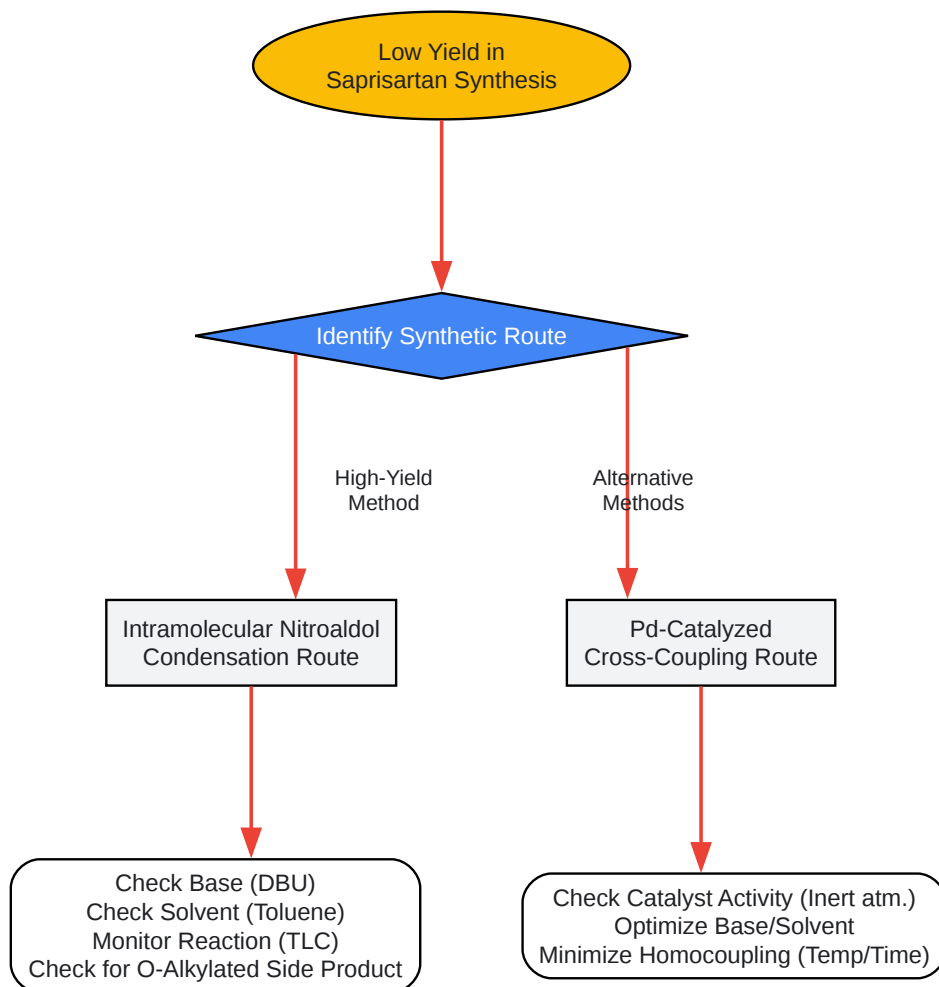 Low Yield in
Saprisartan Synthesis
Identify Synthetic Route
High-Yield
Method
Alternative
Methods
Intramolecular Nitroaldol
Condensation Route
Pd-Catalyzed
Cross-Coupling Route
Check Base (DBU)
Check Solvent (Toluene)
Monitor Reaction (TLC)
Check for O-Alkylated Side Product
Check Catalyst Activity (Inert atm.)
Optimize Base/Solvent
Minimize Homocoupling (Temp/Time)